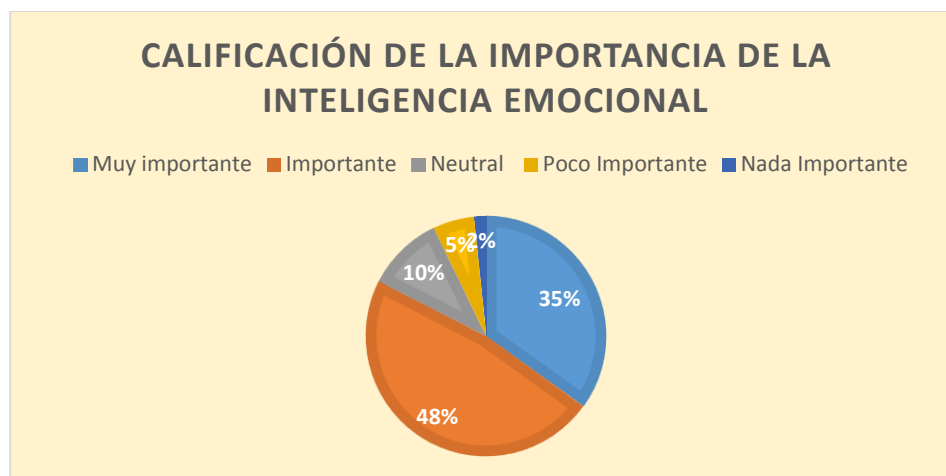 CALIFICACIÓN DE LA IMPORTANCIA DE LA
INTELIGENCIA EMOCIONAL
Muy importante Importante Neutral Poco Importante Nada Importante
5% 2%
10%
35%
48%